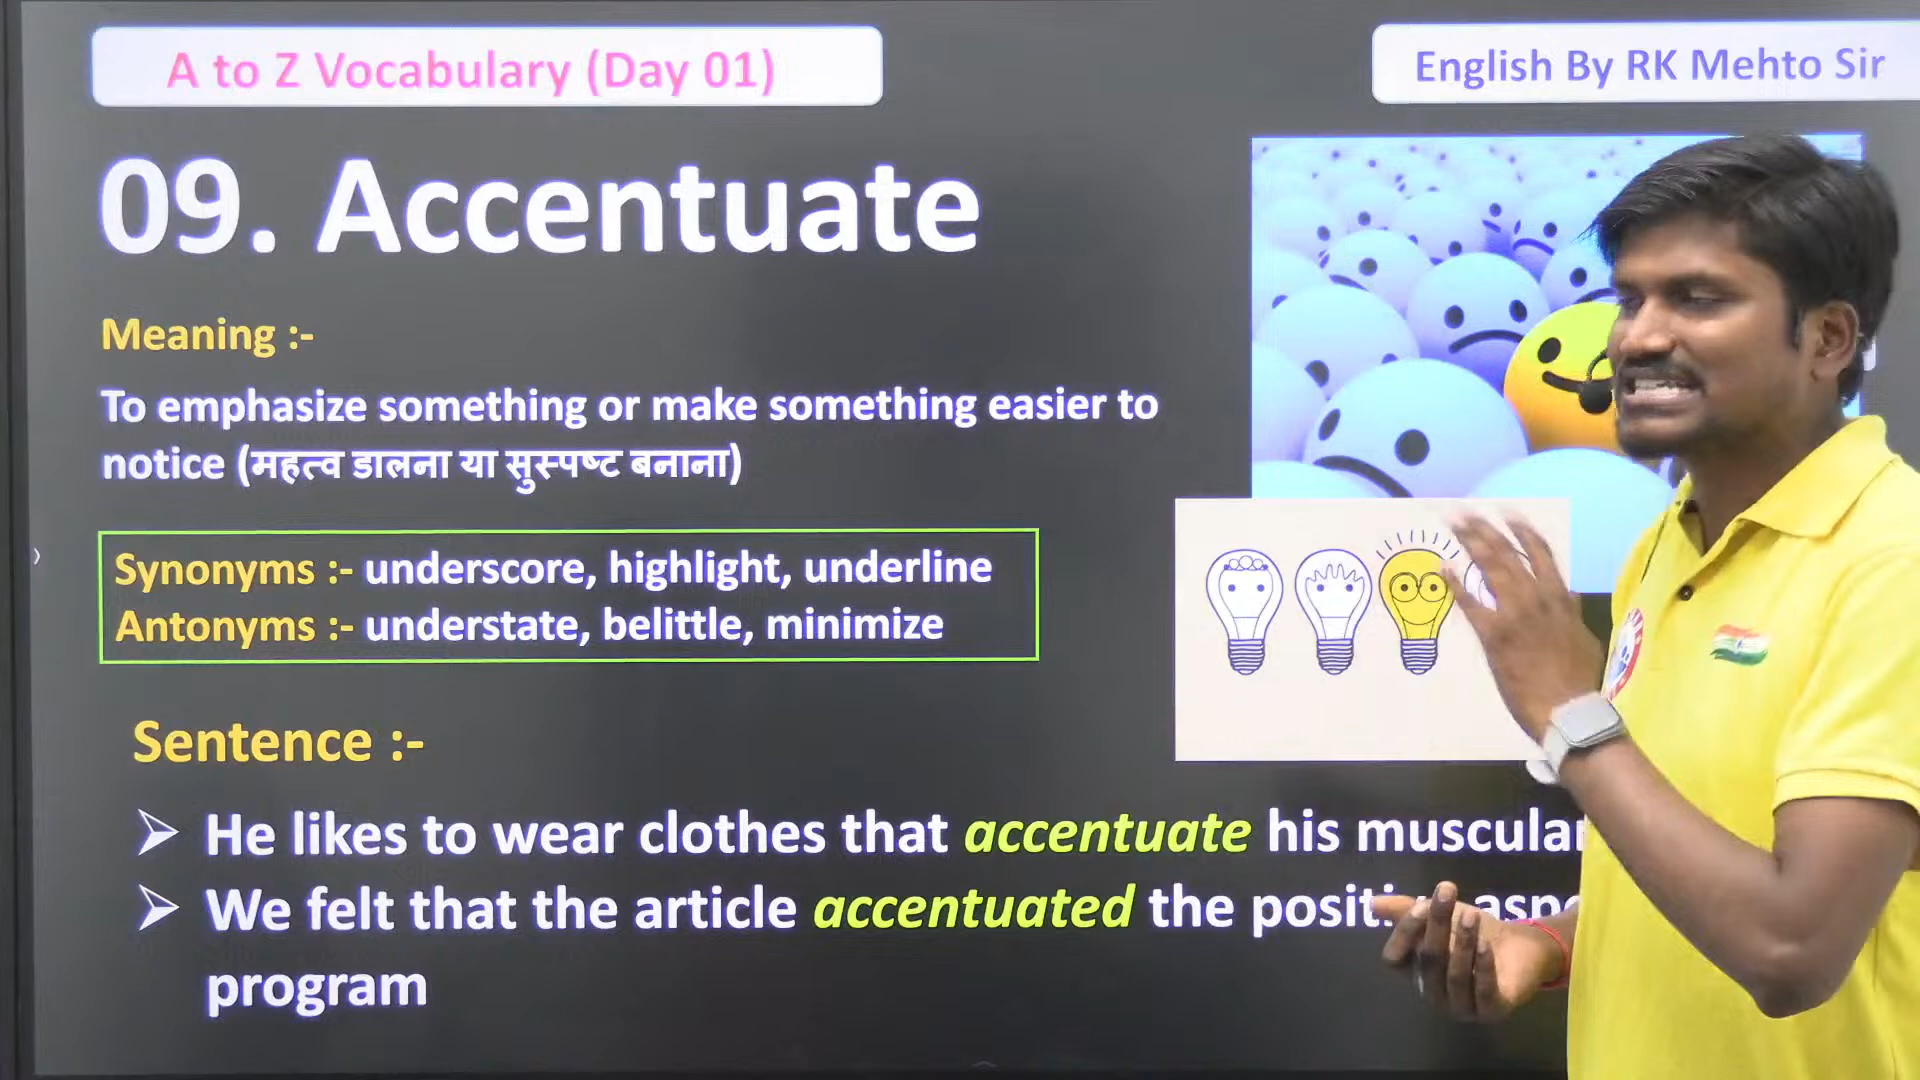 A to Z Vocabulary (Day 01)
English By RK Mehto Sir
09. Accentuate
Meaning :-
To emphasize something or make something easier to
notice (महत्व डालना या सुस्पष्ट बनाना)
Synonyms :- underscore, highlight, underline
Antonyms :- understate, belittle, minimize
Sentence :-
➢ He likes to wear clothes that accentuate his muscular
➢ We felt that the article accentuated the
program